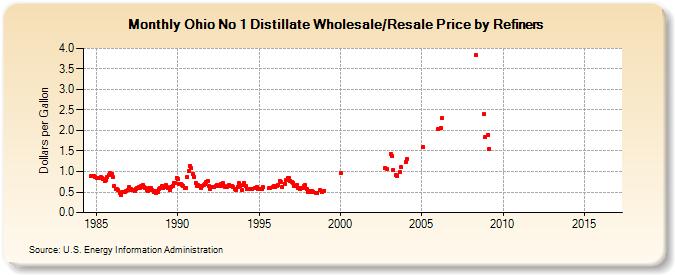 Monthly Ohio No 1 Distillate Wholesale/Resale Price by Refiners
Dollars per Gallon
4.0
3.5
3.0
2.5
2.0
1.5
1.0
0.5
0.0
1985 1990 1995 2000 2005 2010 2015
Source: U.S. Energy Information Administration